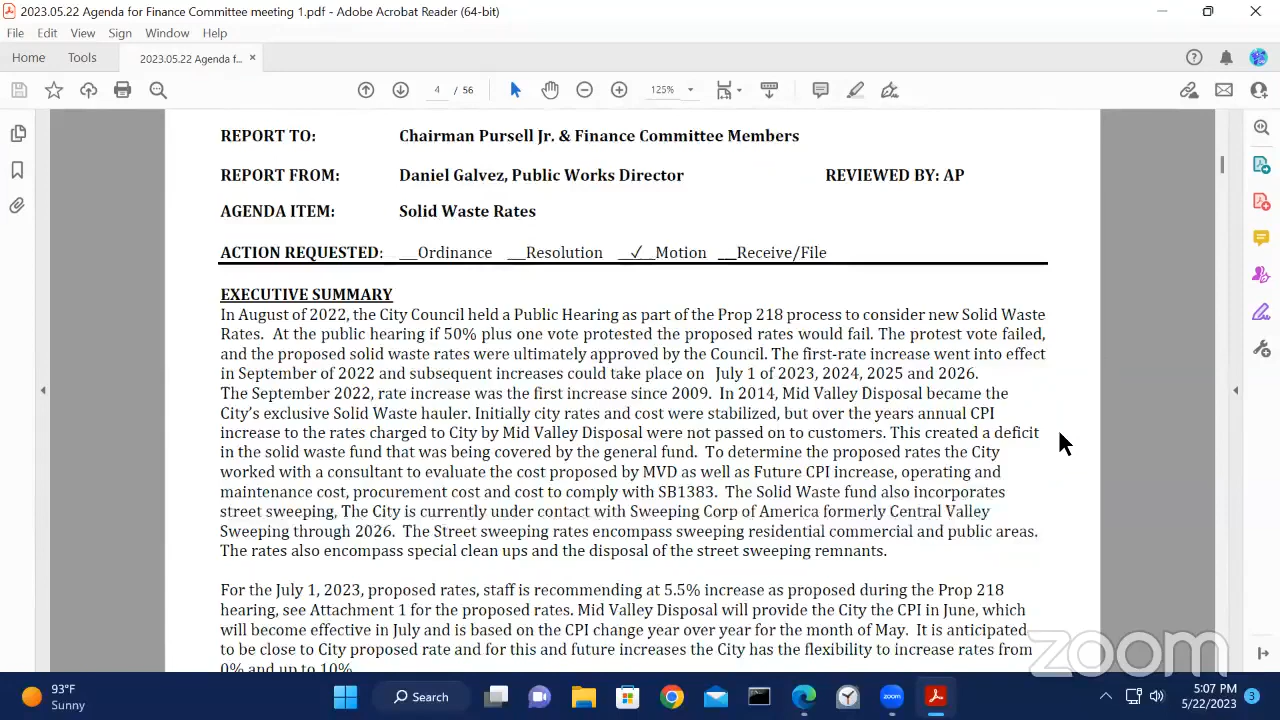 2023.05.22 Agenda for Finance Committee meeting 1.pdf - Adobe Acrobat Reader (64-bit)
File Edit View Sign Window Help
Home Tools 2023.05.22 Agenda f... ×
4 / 56 125%
REPORT TO: Chairman Pursell Jr. & Finance Committee Members
REPORT FROM: Daniel Galvez, Public Works Director REVIEWED BY: AP
AGENDA ITEM: Solid Waste Rates
ACTION REQUESTED: __Ordinance __Resolution _✓_Motion __Receive/File
EXECUTIVE SUMMARY
In August of 2022, the City Council held a Public Hearing as part of the Prop 218 process to consider new Solid Waste
Rates. At the public hearing if 50% plus one vote protested the proposed rates would fail. The protest vote failed,
and the proposed solid waste rates were ultimately approved by the Council. The first-rate increase went into effect
in September of 2022 and subsequent increases could take place on July 1 of 2023, 2024, 2025 and 2026.
The September 2022, rate increase was the first increase since 2009. In 2014, Mid Valley Disposal became the
City's exclusive Solid Waste hauler. Initially city rates and cost were stabilized, but over the years annual CPI
increase to the rates charged to City by Mid Valley Disposal were not passed on to customers. This created a deficit
in the solid waste fund that was being covered by the general fund. To determine the proposed rates the City
worked with a consultant to evaluate the cost proposed by MVD as well as Future CPI increase, operating and
maintenance cost, procurement cost and cost to comply with SB1383. The Solid Waste fund also incorporates
street sweeping, The City is currently under contact with Sweeping Corp of America formerly Central Valley
Sweeping through 2026. The Street sweeping rates encompass sweeping residential commercial and public areas.
The rates also encompass special clean ups and the disposal of the street sweeping remnants.
For the July 1, 2023, proposed rates, staff is recommending at 5.5% increase as proposed during the Prop 218
hearing, see Attachment 1 for the proposed rates. Mid Valley Disposal will provide the City the CPI in June, which
will become effective in July and is based on the CPI change year over year for the month of May. It is anticipated
to be close to City proposed rate and for this and future increases the City has the flexibility to increase rates from
0% and up to 10%
zoom
93°F
Sunny
Search
zoom
5:07 PM
5/22/2023
3